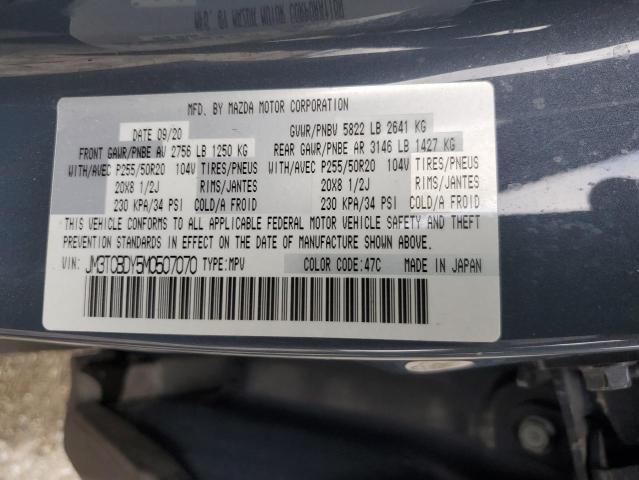 MFD. BY MAZDA MOTOR CORPORATION
DATE 09/20 GVWR/PNBV 5822 LB 2641 KG
FRONT GAWR/PNBE AV 2756 LB 1250 KG REAR GAWR/PNBE AR 3146 LB 1427 KG
WITH/AVEC P255/50R20 104V TIRES/PNEUS WITH/AVEC P255/50R20 104V TIRES/PNEUS
20X8 1/2J RIMS/JANTES 20X8 1/2J RIMS/JANTES
230 KPA/34 PSI COLD/A FROID 230 KPA/34 PSI COLD/A FROID
THIS VEHICLE CONFORMS TO ALL APPLICABLE FEDERAL MOTOR VEHICLE SAFETY AND THEFT
PREVENTION STANDARDS IN EFFECT ON THE DATE OF MANUFACTURE SHOWN ABOVE.
VIN: JM3TCBDY5M0507070 TYPE:MPV COLOR CODE:47C MADE IN JAPAN